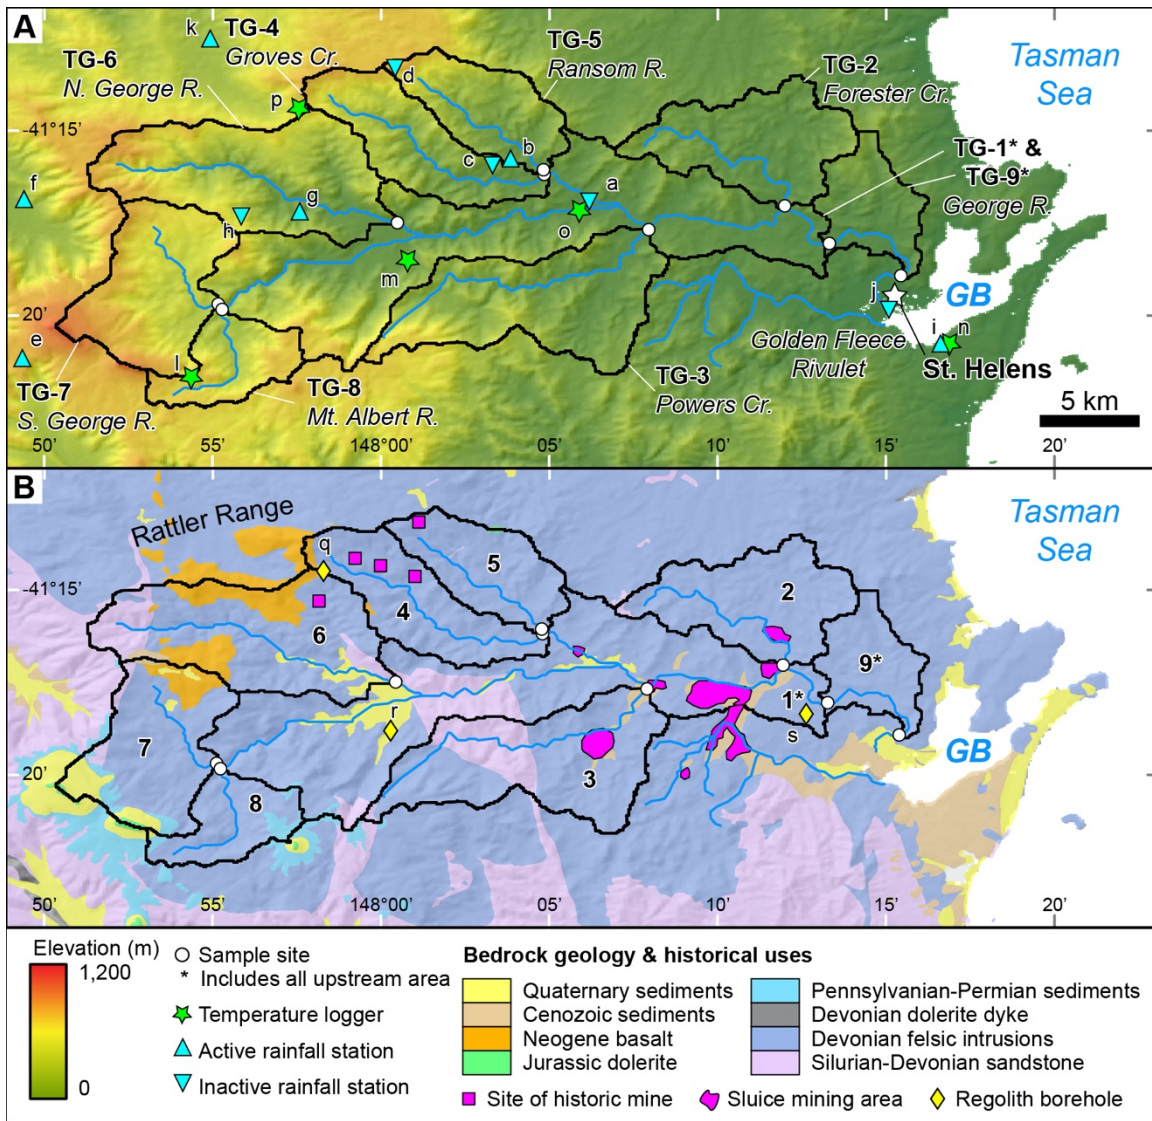 A
k
TG-4
Groves Cr.
TG-6
N. George R.
TG-5
Ransom R.
TG-2
Forester Cr.
Tasman
Sea
d
p
-41°15'
c
b
TG-1* &
TG-9*
George R.
f
g
a
h
o
m
j
GB
-41°20'
e
l
i
n
Golden Fleece
Rivulet
St. Helens
TG-7
S. George R.
TG-8
Mt. Albert R.
TG-3
Powers Cr.
5 km
50'
55'
148°00'
05'
10'
15'
20'
B
Rattler Range
Tasman
Sea
q
5
-41°15'
4
2
6
9*
r
1*
s
7
3
GB
20'
8
50'
55'
148°00'
05'
10'
15'
20'
Elevation (m)
1,200
0
Sample site
* Includes all upstream area
Temperature logger
Active rainfall station
Inactive rainfall station
Bedrock geology & historical uses
Quaternary sediments
Cenozoic sediments
Neogene basalt
Jurassic dolerite
Pennsylvanian-Permian sediments
Devonian dolerite dyke
Devonian felsic intrusions
Silurian-Devonian sandstone
Site of historic mine
Sluice mining area
Regolith borehole